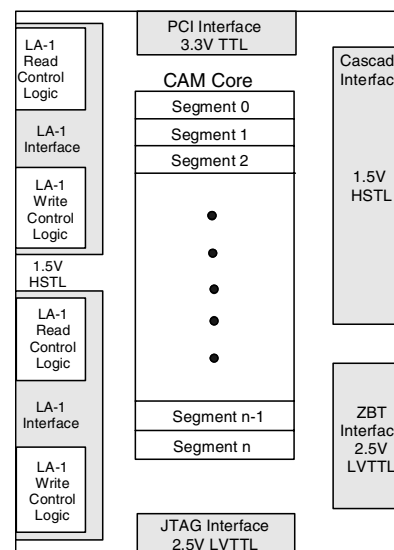 PCI Interface
3.3V TTL
LA-1
Read
Control
Logic
LA-1
Interface
LA-1
Write
Control
Logic
1.5V
HSTL
LA-1
Read
Control
Logic
LA-1
Interface
LA-1
Write
Control
Logic
CAM Core
Segment 0
Segment 1
Segment 2
Segment n-1
Segment n
JTAG Interface
2.5V LVTTL
Cascad
Interfac
1.5V
HSTL
ZBT
Interfac
2.5V
LVTTL